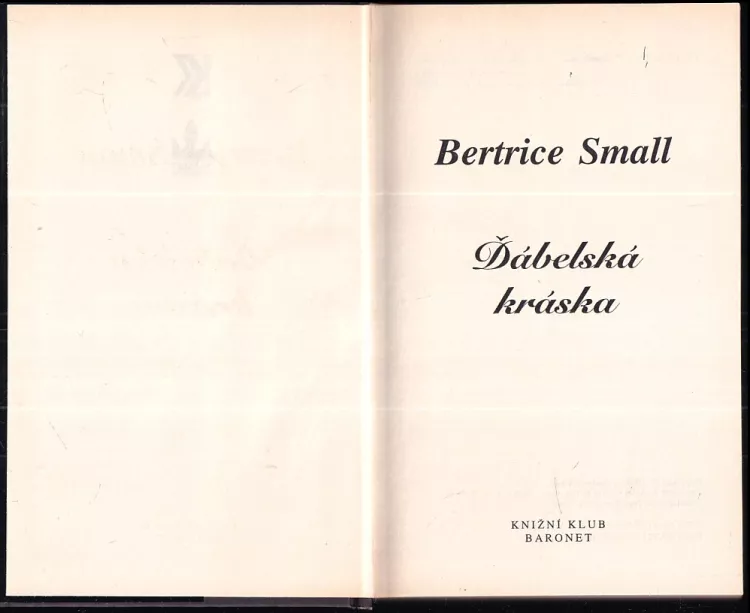 Bertrice Small
Ďábelská
kráska
KNIŽNÍ KLUB
BARONET